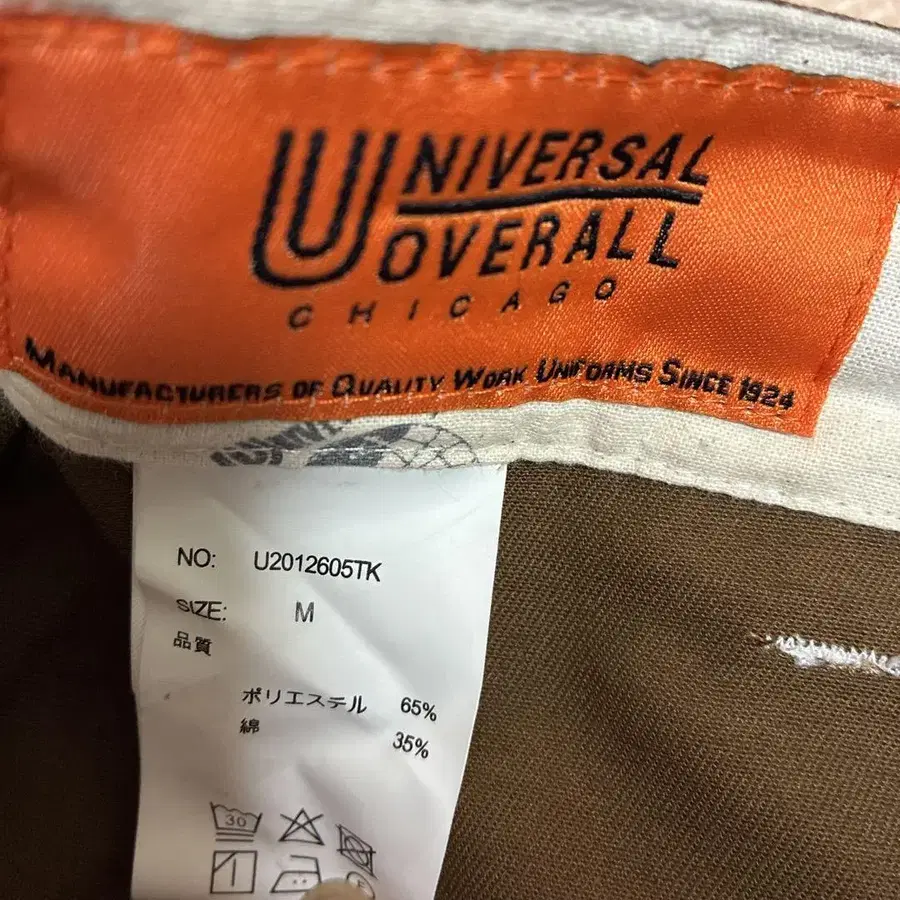 UNIVERSAL
OVERALL
CHICAGO
MANUFACTURERS OF QUALITY WORK UNIFORMS SINCE 1924
NO: U2012605TK
SIZE: M
品質
ポリエステル 65%
綿 35%
30